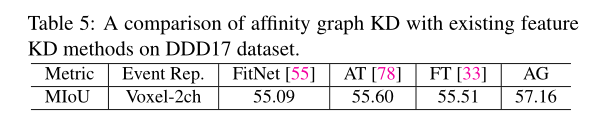 Table 5: A comparison of affinity graph KD with existing feature
KD methods on DDD17 dataset.
Metric Event Rep. FitNet [55] AT [78] FT [33] AG
MIoU Voxel-2ch 55.09 55.60 55.51 57.16